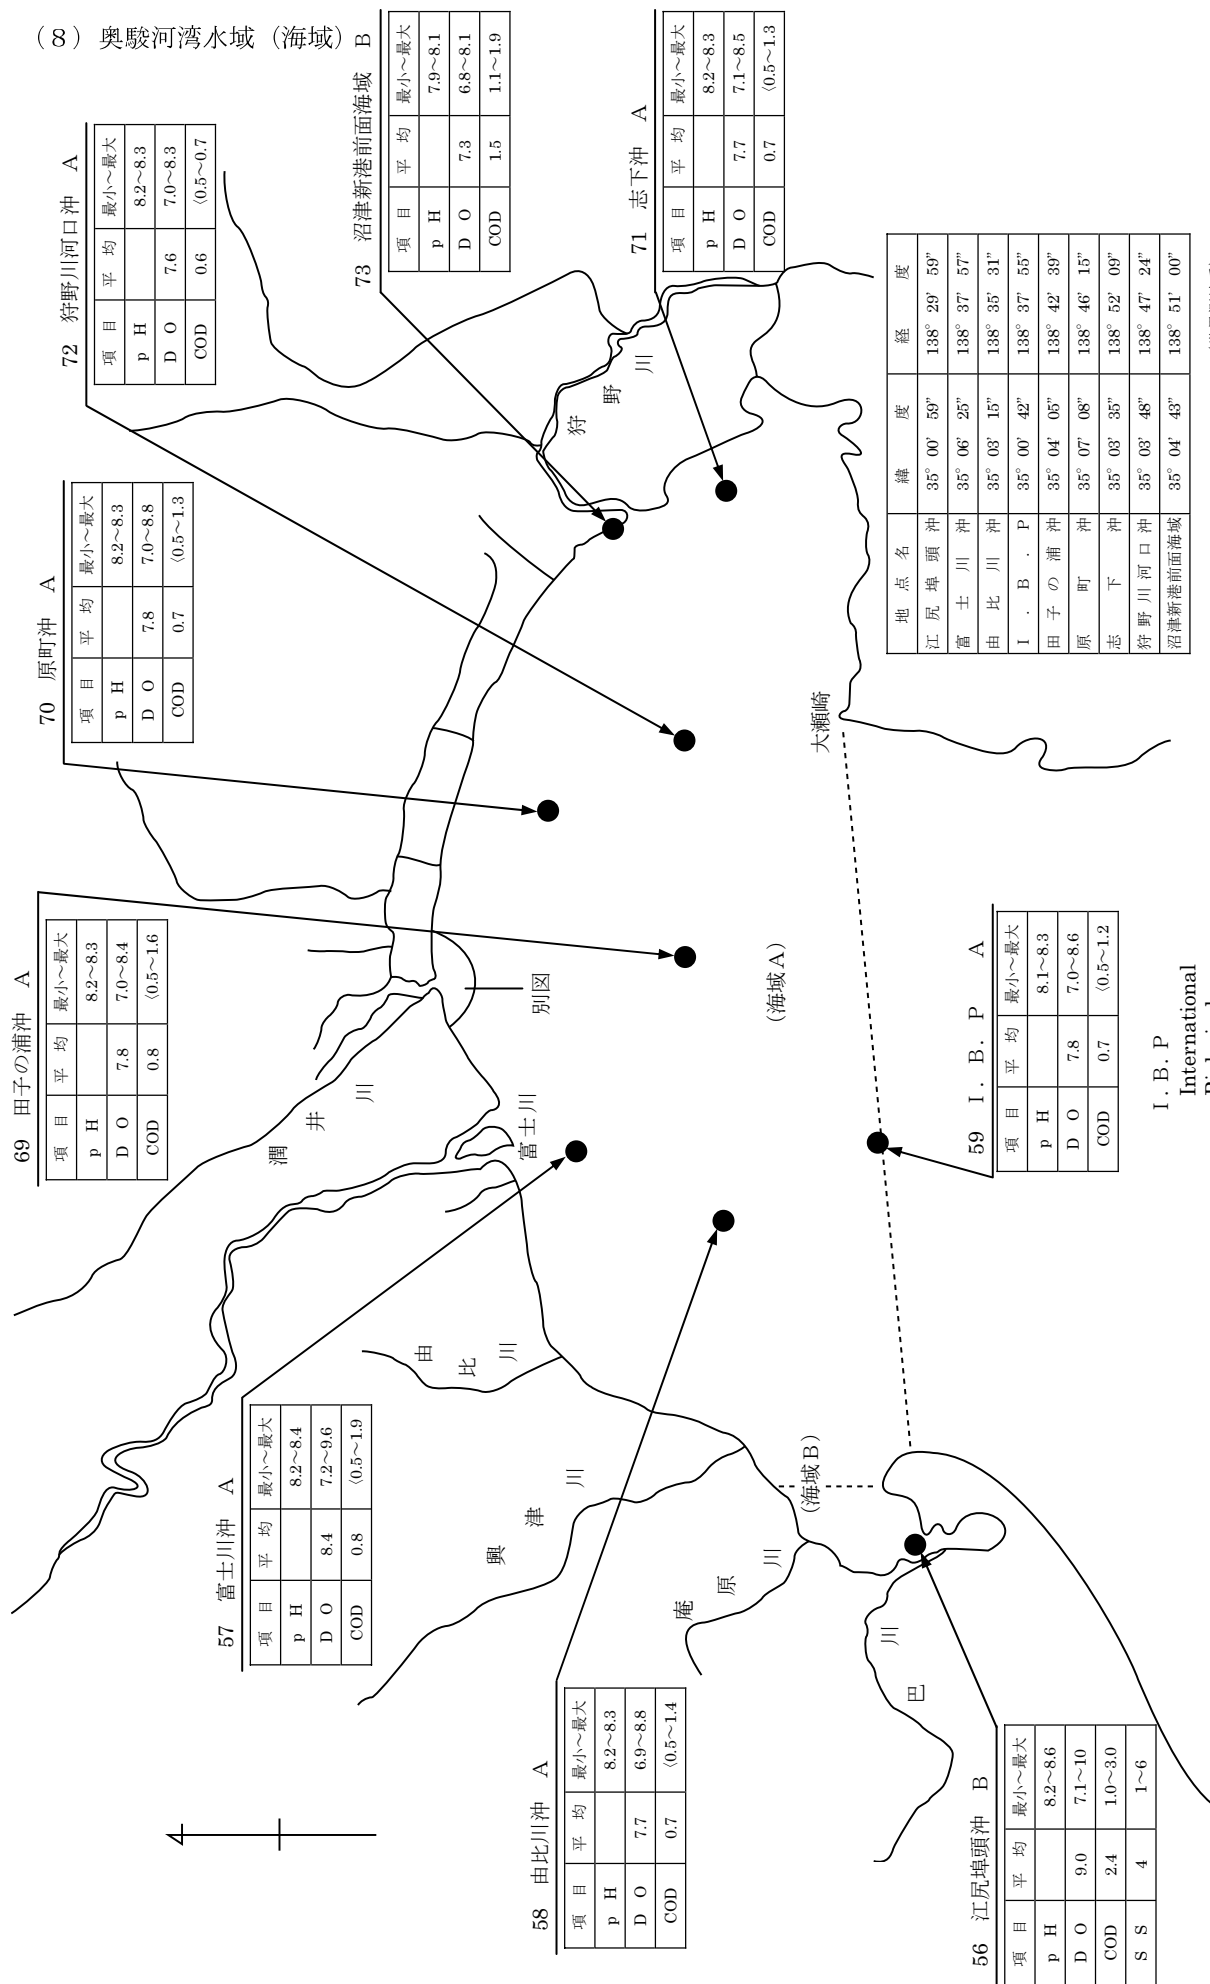 （８）奥駿河湾水域（海域）
73 沼津新港前面海域 B
項 目 平 均 最小～最大
p H 7.9～8.1
D O 7.3 6.8～8.1
COD 1.5 1.1～1.9
71 志下沖 A
項 目 平 均 最小～最大
p H 8.2～8.3
D O 7.7 7.1～8.5
COD 0.7 〈0.5～1.3
72 狩野川河口沖 A
項 目 平 均 最小～最大
p H 8.2～8.3
D O 7.6 7.0～8.3
COD 0.6 〈0.5～0.7
70 原町沖 A
項 目 平 均 最小～最大
p H 8.2～8.3
D O 7.8 7.0～8.8
COD 0.7 〈0.5～1.3
69 田子の浦沖 A
項 目 平 均 最小～最大
p H 8.2～8.3
D O 7.8 7.0～8.4
COD 0.8 〈0.5～1.6
57 富士川沖 A
項 目 平 均 最小～最大
p H 8.2～8.4
D O 8.4 7.2～9.6
COD 0.8 〈0.5～1.9
58 由比川沖 A
項 目 平 均 最小～最大
p H 8.2～8.3
D O 7.7 6.9～8.8
COD 0.7 〈0.5～1.4
56 江尻埠頭沖 B
項 目 平 均 最小～最大
p H 8.2～8.6
D O 9.0 7.1～10
COD 2.4 1.0～3.0
S S 4 1～6
59 I．B．P A
項 目 平 均 最小～最大
p H 8.1～8.3
D O 7.8 7.0～8.6
COD 0.7 〈0.5～1.2
I．B．P
International
地 点 名 緯 度 経 度
江尻埠頭沖 35° 00’ 59” 138° 29’ 59”
富士川沖 35° 06’ 25” 138° 37’ 57”
由比川沖 35° 03’ 15” 138° 35’ 31”
I．B．P 35° 00’ 42” 138° 37’ 55”
田子の浦沖 35° 04’ 05” 138° 42’ 39”
原町沖 35° 07’ 08” 138° 46’ 15”
志下沖 35° 03’ 35” 138° 52’ 09”
狩野川河口沖 35° 03’ 48” 138° 47’ 24”
沼津新港前面海域 35° 04’ 43” 138° 51’ 00”
狩野川
大瀬崎
別図
(海域A)
潤井川
富士川
由比川
興津川
(海域B)
庵原川
巴川